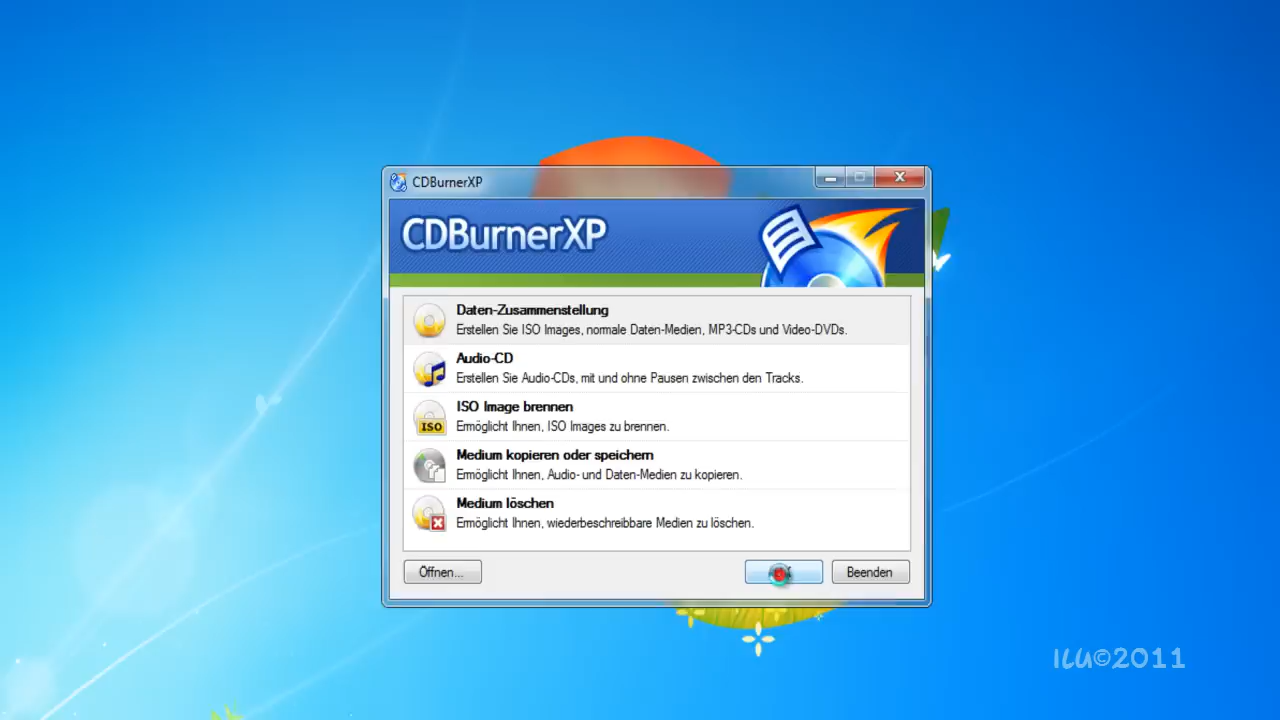 CDBurnerXP
CDBurnerXP
Daten-Zusammenstellung
Erstellen Sie ISO Images, normale Daten-Medien, MP3-CDs und Video-DVDs.
Audio-CD
Erstellen Sie Audio-CDs, mit und ohne Pausen zwischen den Tracks.
ISO Image brennen
ISO
Ermöglicht Ihnen, ISO Images zu brennen.
Medium kopieren oder speichern
Ermöglicht Ihnen, Audio- und Daten-Medien zu kopieren.
Medium löschen
Ermöglicht Ihnen, wiederbeschreibbare Medien zu löschen.
Öffnen... Beenden
ILU©2011